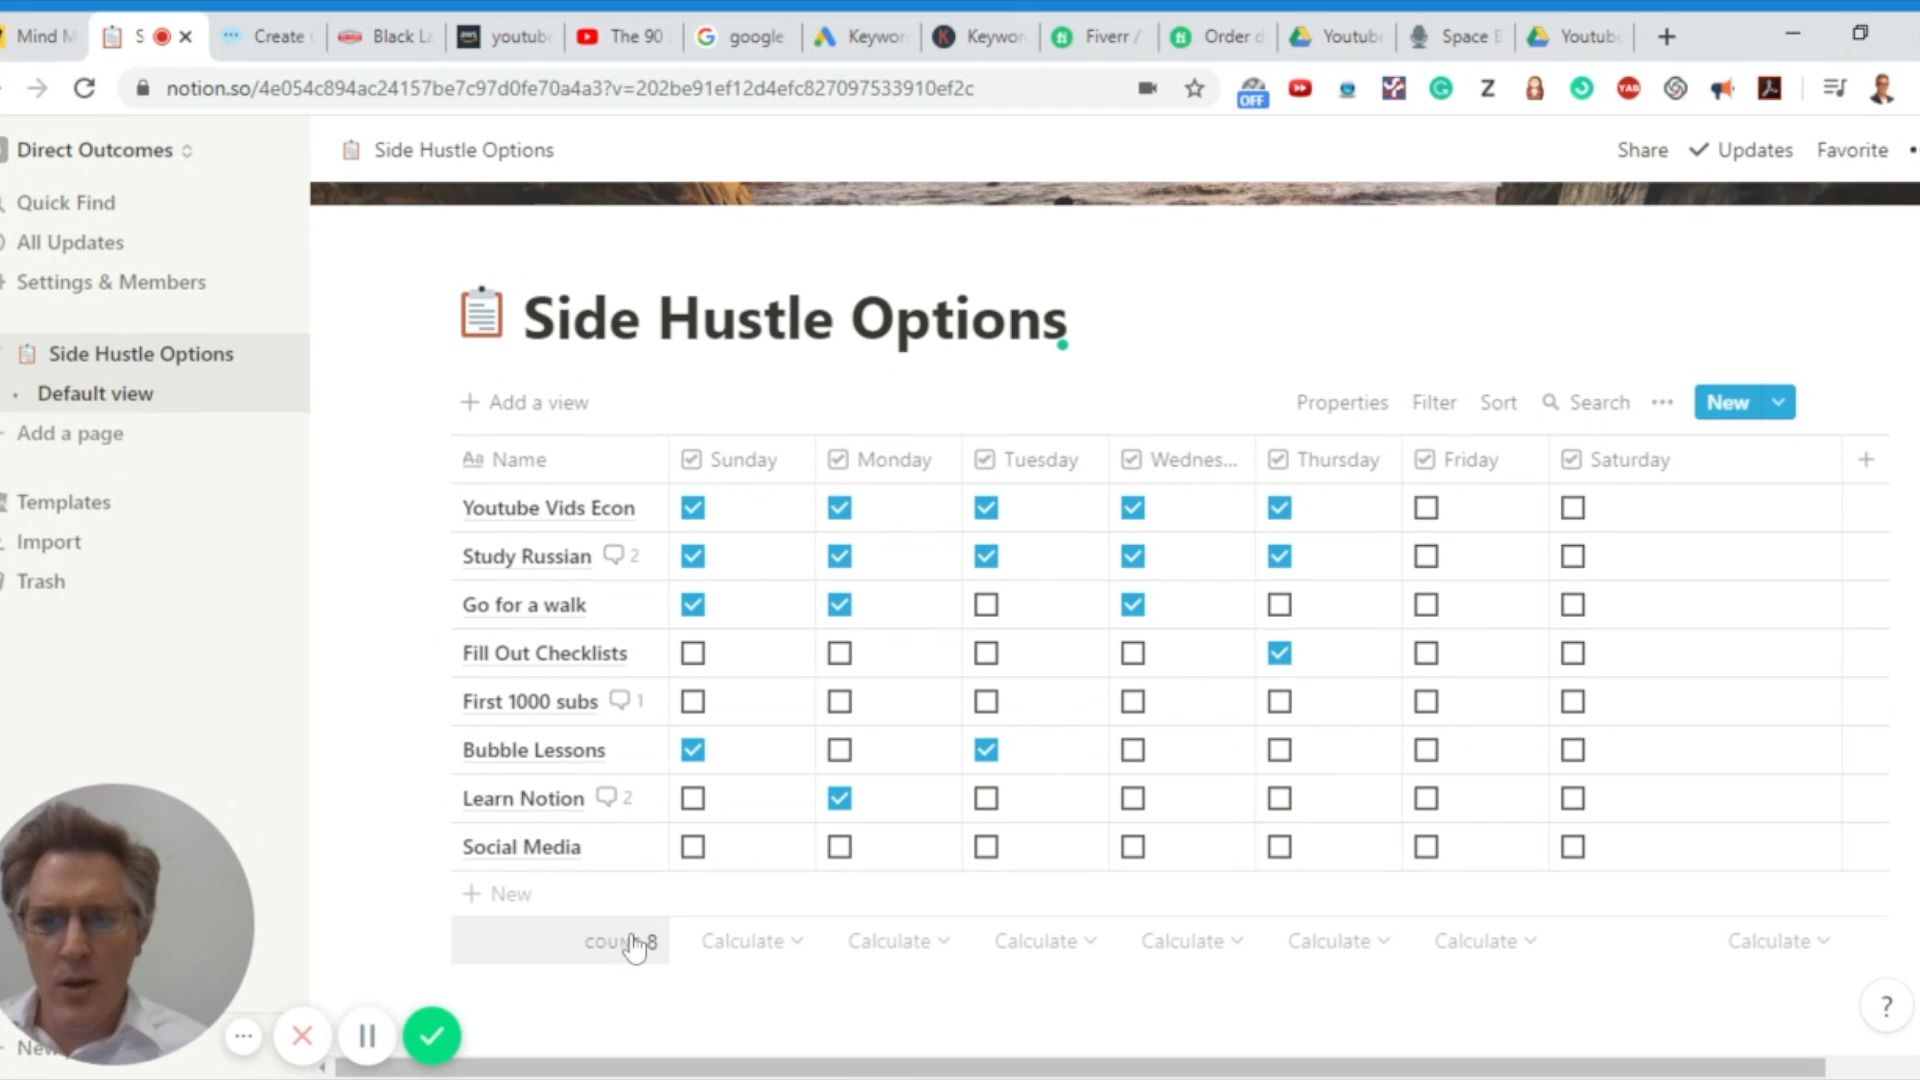 Mind M
S
Create
Black La
youtub
The 90
google
Keywor
Keywor
Fiverr /
Order d
Youtub
Space
Youtub
notion.so/4e054c894ac24157be7c97d0fe70a4a3?v=202be91ef12d4efc827097533910ef2c
OFF
Z
YAB
Direct Outcomes
Side Hustle Options
Share
Updates
Favorite
Quick Find
All Updates
Settings & Members
Side Hustle Options
Default view
Add a page
Templates
Import
Trash
Side Hustle Options
Add a view
Properties
Filter
Sort
Search
New
Aa Name Sunday Monday Tuesday Wednes... Thursday Friday Saturday
Youtube Vids Econ
Study Russian 2
Go for a walk
Fill Out Checklists
First 1000 subs 1
Bubble Lessons
Learn Notion 2
Social Media
New
8 Calculate Calculate Calculate Calculate Calculate Calculate Calculate
?